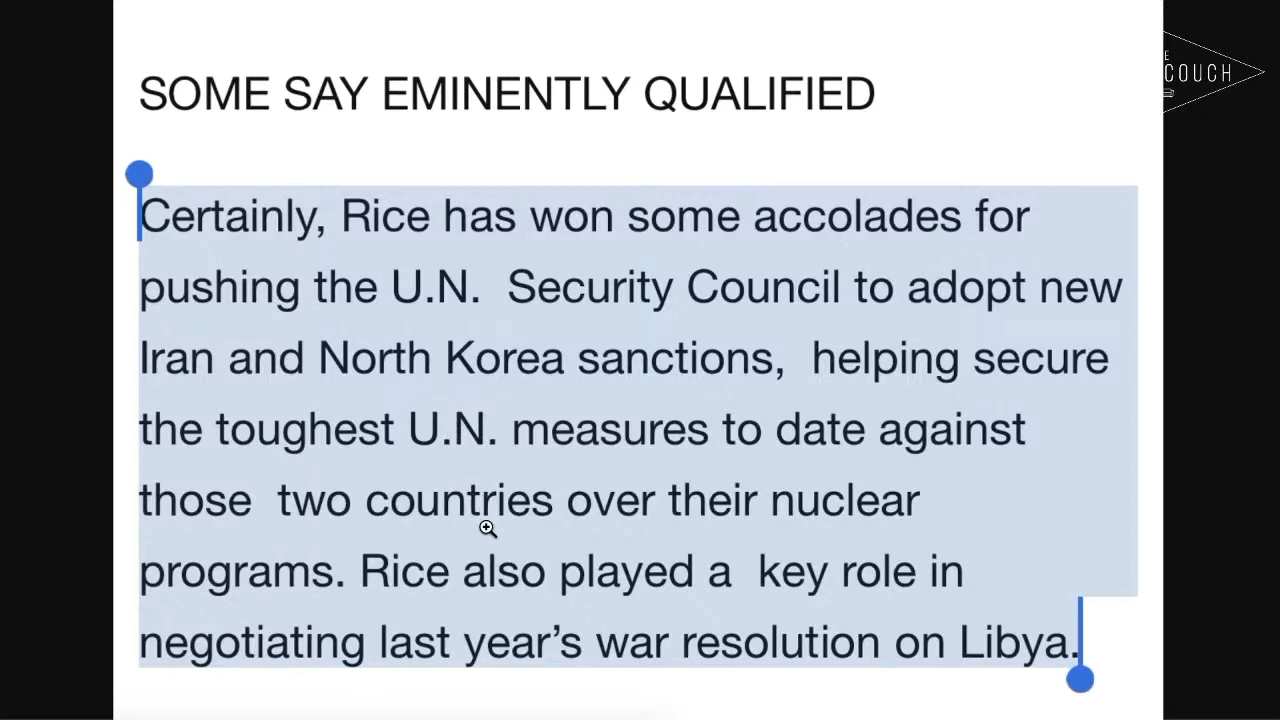 SOME SAY EMINENTLY QUALIFIED
E
COUCH
Certainly, Rice has won some accolades for
pushing the U.N.  Security Council to adopt new
Iran and North Korea sanctions,  helping secure
the toughest U.N. measures to date against
those  two countries over their nuclear
programs. Rice also played a  key role in
negotiating last year’s war resolution on Libya.